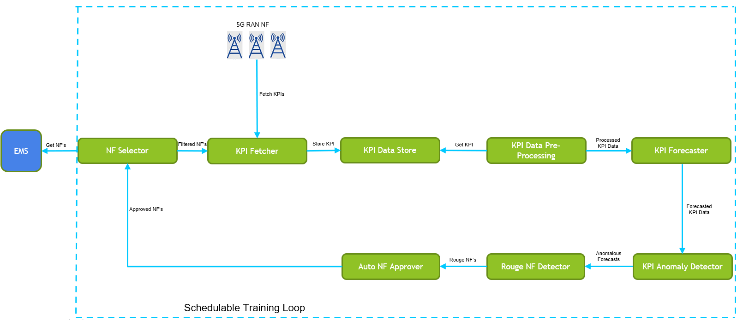 5G RAN NF
Fetch KPIs
EMS
Get NF's
NF Selector
Filtered NF's
KPI Fetcher
Store KPI
KPI Data Store
Get KPI
KPI Data Pre-
Processing
Processed
KPI Data
KPI Forecaster
Approved NF's
Forecasted
KPI Data
Auto NF Approver
Rouge NF's
Rouge NF Detector
Anomalous
Forecasts
KPI Anomaly Detector
Schedulable Training Loop